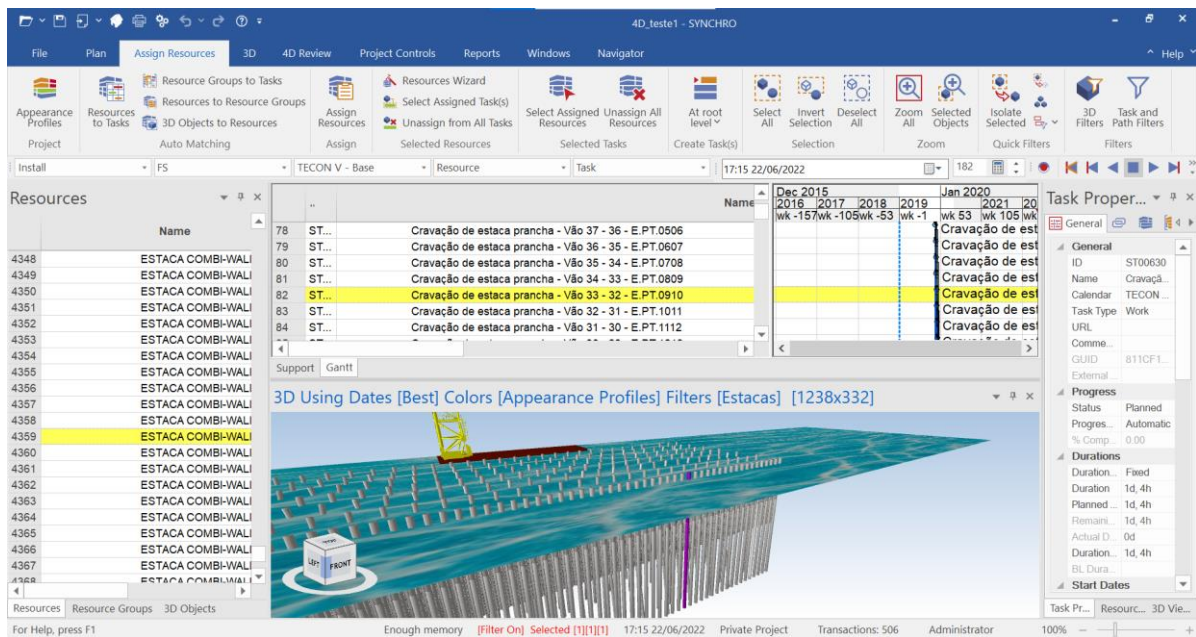 4D_teste1 - SYNCHRO
File Plan Assign Resources 3D 4D Review Project Controls Reports Windows Navigator Help
Appearance Profiles
Project
Resources to Tasks
Resource Groups to Tasks
Resources to Resource Groups
3D Objects to Resources
Auto Matching
Assign Resources
Assign
Resources Wizard
Select Assigned Task(s)
Unassign from All Tasks
Selected Resources
Select Assigned Resources
Unassign All Resources
Selected Tasks
At root level
Create Task(s)
Select All
Invert Selection
Deselect All
Selection
Zoom All
Selected Objects
Zoom
Isolate Selected
Quick Filters
3D Filters
Task and Path Filters
Filters
Install FS TECON V - Base Resource Task 17:15 22/06/2022 182
Resources
Name
4348 ESTACA COMBI-WALI
4349 ESTACA COMBI-WALI
4350 ESTACA COMBI-WALI
4351 ESTACA COMBI-WALI
4352 ESTACA COMBI-WALI
4353 ESTACA COMBI-WALI
4354 ESTACA COMBI-WALI
4355 ESTACA COMBI-WALI
4356 ESTACA COMBI-WALI
4357 ESTACA COMBI-WALI
4358 ESTACA COMBI-WALI
4359 ESTACA COMBI-WALI
4360 ESTACA COMBI-WALI
4361 ESTACA COMBI-WALI
4362 ESTACA COMBI-WALI
4363 ESTACA COMBI-WALI
4364 ESTACA COMBI-WALI
4365 ESTACA COMBI-WALI
4366 ESTACA COMBI-WALI
4367 ESTACA COMBI-WALI
4368 ESTACA COMBI-WALI
Resources Resource Groups 3D Objects
.. Name
78 ST... Cravação de estaca prancha - Vão 37 - 36 - E.PT.0506
79 ST... Cravação de estaca prancha - Vão 36 - 35 - E.PT.0607
80 ST... Cravação de estaca prancha - Vão 35 - 34 - E.PT.0708
81 ST... Cravação de estaca prancha - Vão 34 - 33 - E.PT.0809
82 ST... Cravação de estaca prancha - Vão 33 - 32 - E.PT.0910
83 ST... Cravação de estaca prancha - Vão 32 - 31 - E.PT.1011
84 ST... Cravação de estaca prancha - Vão 31 - 30 - E.PT.1112
Dec 2015 Jan 2020
2016 2017 2018 2019 2021 20
wk -157 wk -105 wk -53 wk -1 wk 53 wk 105 wk
Cravação de est
Cravação de est
Cravação de est
Cravação de est
Cravação de est
Cravação de est
Cravação de est
Support Gantt
3D Using Dates [Best] Colors [Appearance Profiles] Filters [Estacas] [1238x332]
LEFT FRONT
Task Proper...
General
General
ID ST00630
Name Cravaçã...
Calendar TECON ...
Task Type Work
URL
Comme...
GUID 811CF1...
External ...
Progress
Status Planned
Progres... Automatic
% Comp... 0.00
Durations
Duration... Fixed
Duration 1d, 4h
Planned ... 1d, 4h
Remaini... 1d, 4h
Actual D... 0d
Duration... 1d, 4h
BL Dura...
Start Dates
Task Pr... Resourc... 3D Vie...
For Help, press F1 Enough memory [Filter On] Selected [1][1][1] 17:15 22/06/2022 Private Project Transactions: 506 Administrator 100%